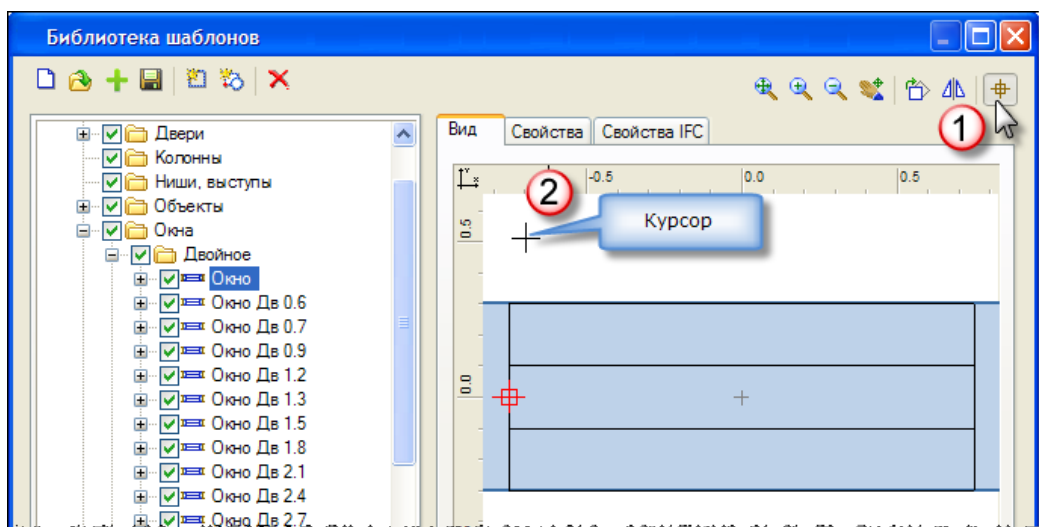 Библиотека шаблонов
1
Двери
Колонны
Ниши, выступы
Объекты
Окна
Двойное
Окно
Окно Дв 0.6
Окно Дв 0.7
Окно Дв 0.9
Окно Дв 1.2
Окно Дв 1.3
Окно Дв 1.5
Окно Дв 1.8
Окно Дв 2.1
Окно Дв 2.4
Окно Дв 2.7
Вид Свойства Свойства IFC
Y x -0.5 0.0 0.5
2
Курсор
0.5
0.0